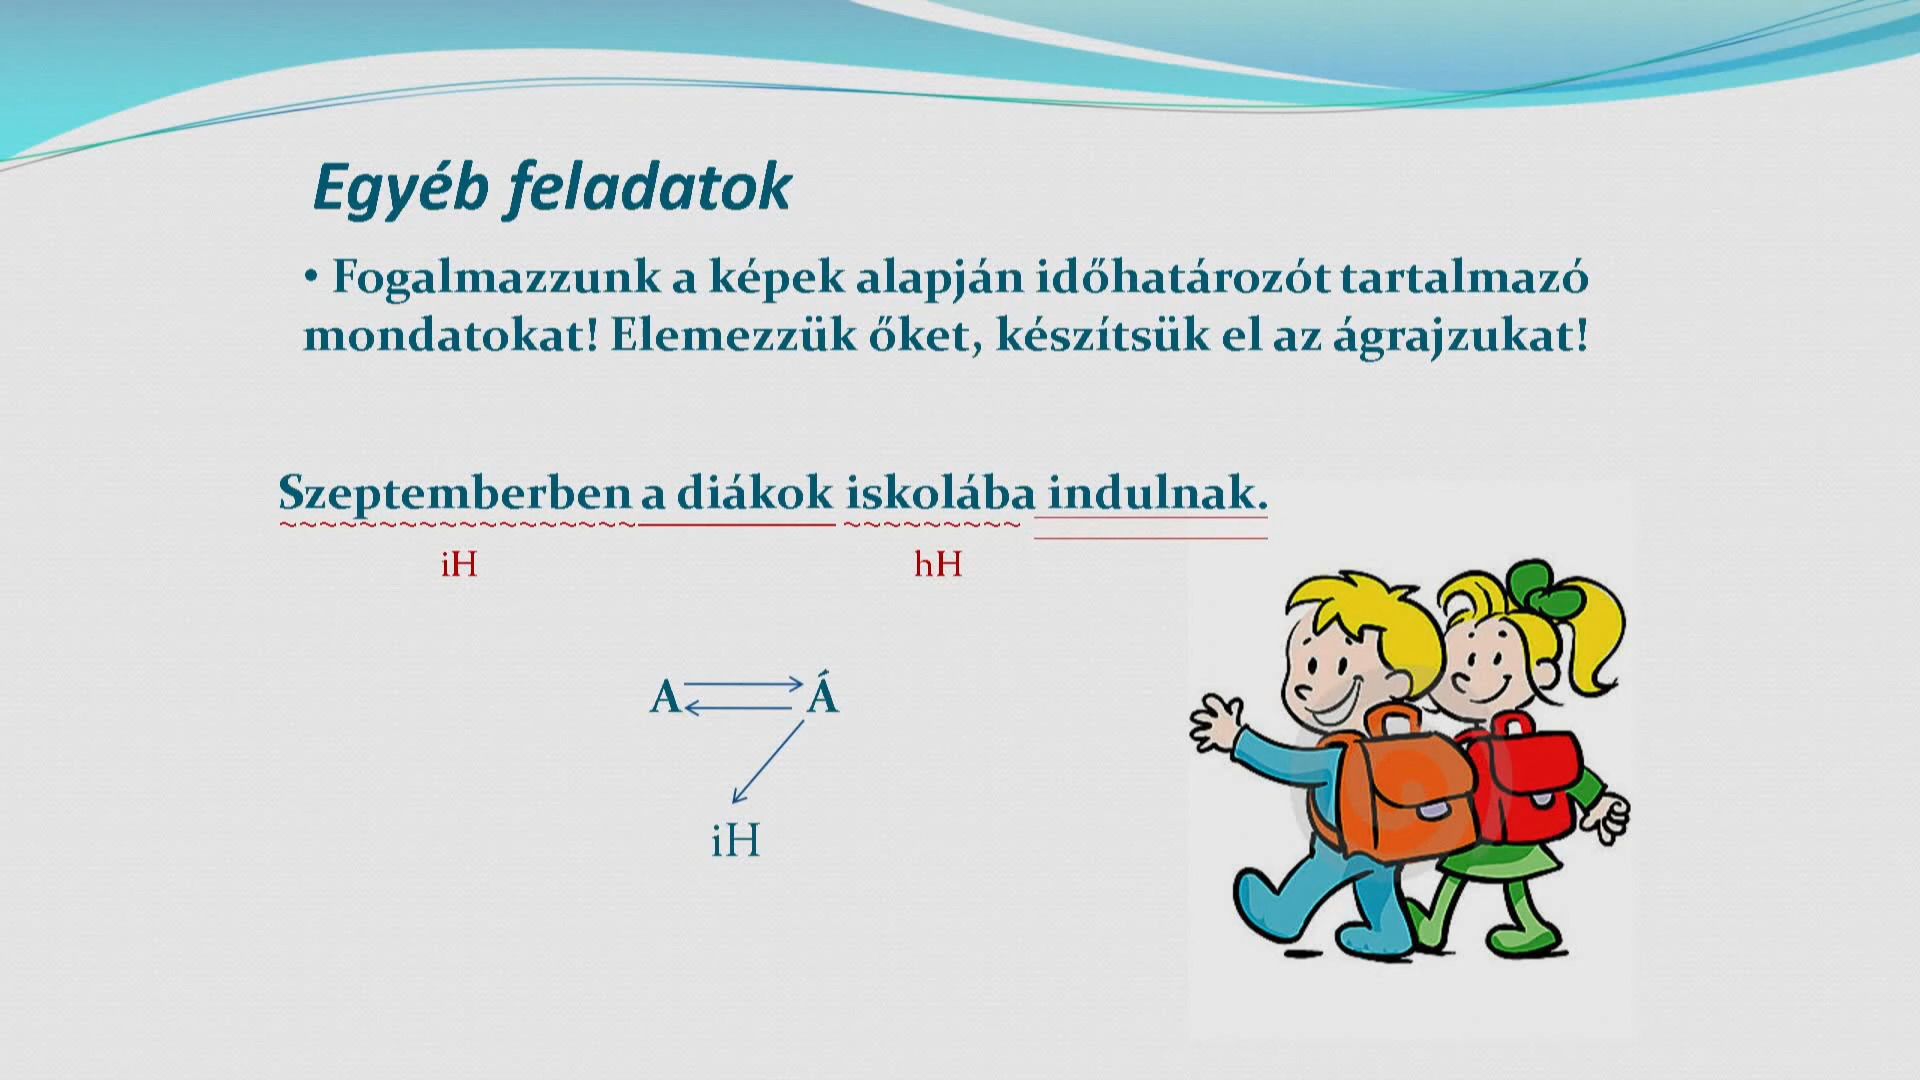 Egyéb feladatok
• Fogalmazzunk a képek alapján időhatározót tartalmazó
mondatokat! Elemezzük őket, készítsük el az ágrajzukat!
Szeptemberben a diákok iskolába indulnak.
iH hH
A Á
iH